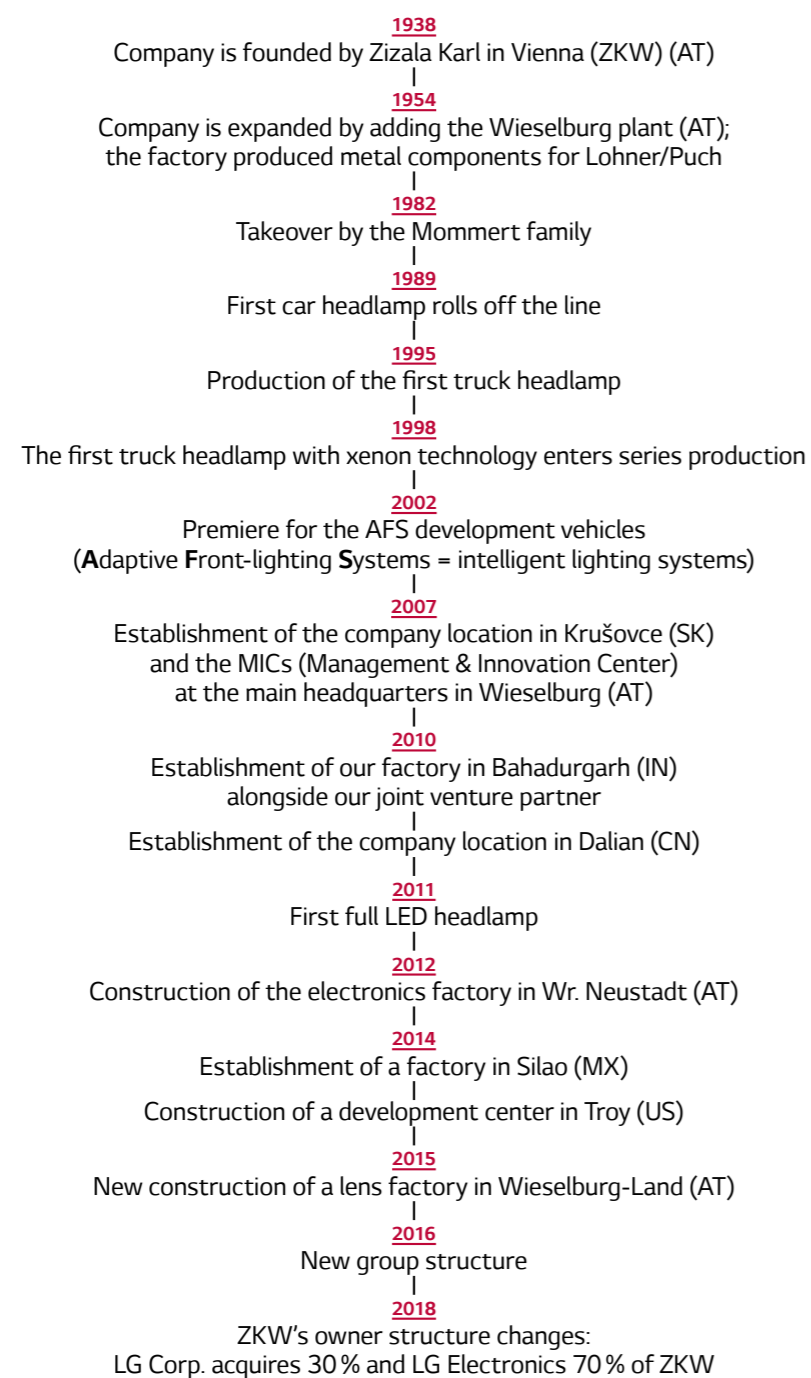 1938
Company is founded by Zizala Karl in Vienna (ZKW) (AT)
1954
Company is expanded by adding the Wieselburg plant (AT);
the factory produced metal components for Lohner/Puch
1982
Takeover by the Mommert family
1989
First car headlamp rolls off the line
1995
Production of the first truck headlamp
1998
The first truck headlamp with xenon technology enters series production
2002
Premiere for the AFS development vehicles
(Adaptive Front-lighting Systems = intelligent lighting systems)
2007
Establishment of the company location in Krušovce (SK)
and the MICs (Management & Innovation Center)
at the main headquarters in Wieselburg (AT)
2010
Establishment of our factory in Bahadurgarh (IN)
alongside our joint venture partner
Establishment of the company location in Dalian (CN)
2011
First full LED headlamp
2012
Construction of the electronics factory in Wr. Neustadt (AT)
2014
Establishment of a factory in Silao (MX)
Construction of a development center in Troy (US)
2015
New construction of a lens factory in Wieselburg-Land (AT)
2016
New group structure
2018
ZKW's owner structure changes:
LG Corp. acquires 30 % and LG Electronics 70 % of ZKW